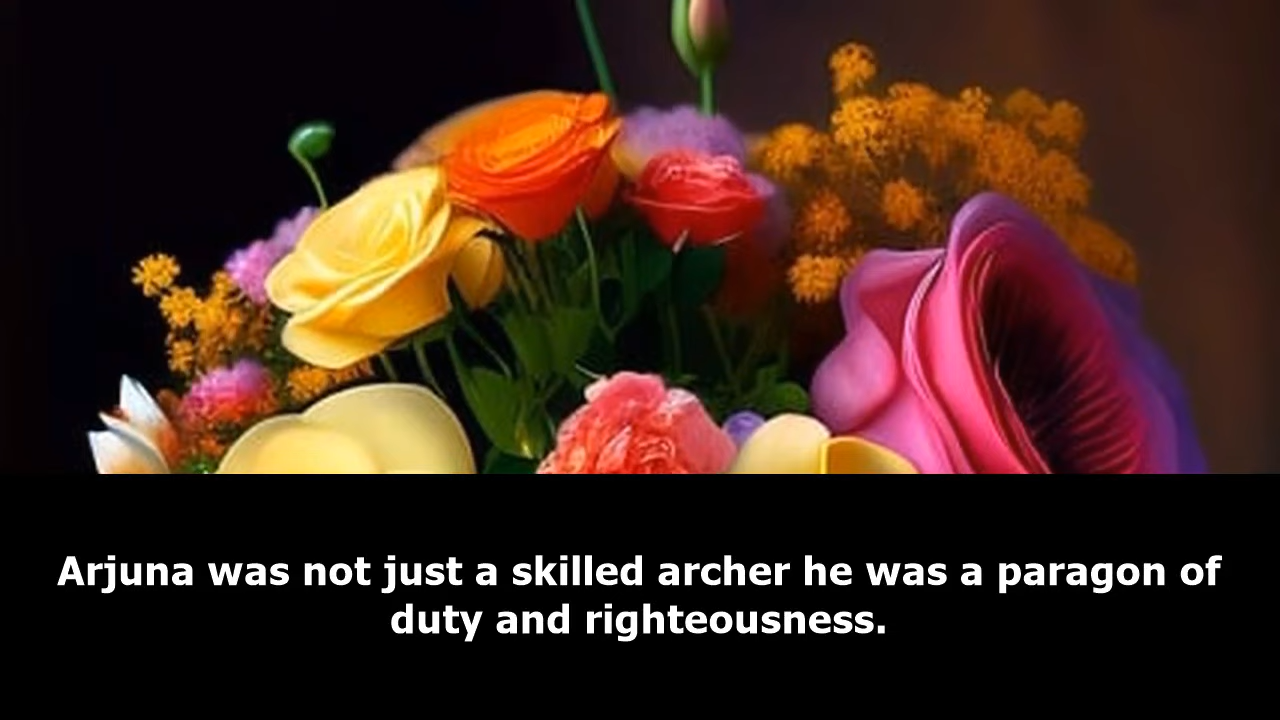 Arjuna was not just a skilled archer he was a paragon of
duty and righteousness.